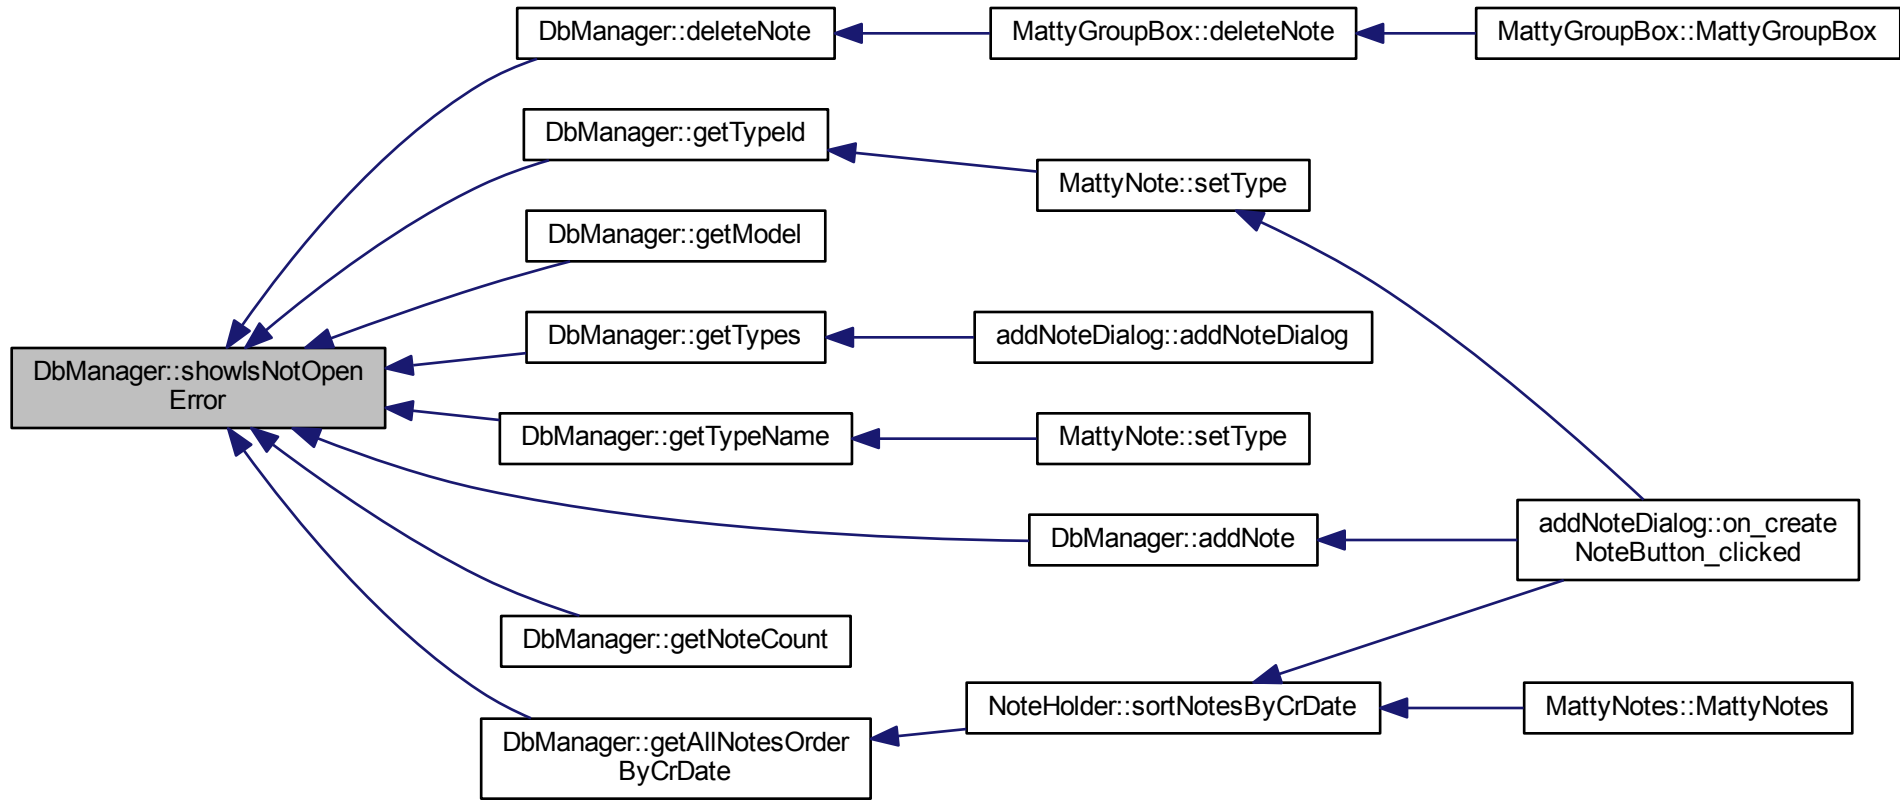 DbManager::deleteNote
MattyGroupBox::deleteNote
MattyGroupBox::MattyGroupBox
DbManager::getTypeId
MattyNote::setType
DbManager::getModel
DbManager::getTypes
addNoteDialog::addNoteDialog
DbManager::showIsNotOpen
Error
DbManager::getTypeName
MattyNote::setType
DbManager::addNote
addNoteDialog::on_create
NoteButton_clicked
DbManager::getNoteCount
NoteHolder::sortNotesByCrDate
MattyNotes::MattyNotes
DbManager::getAllNotesOrder
ByCrDate